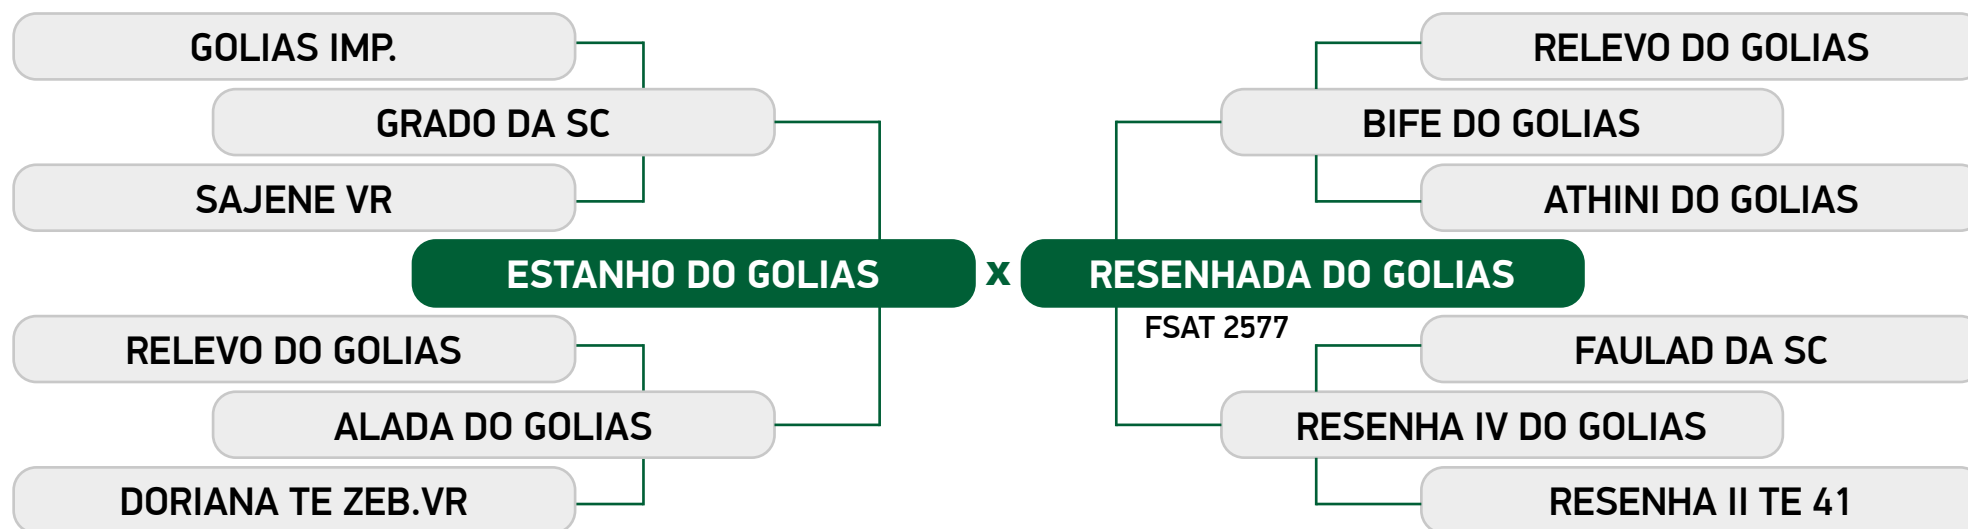 GOLIAS IMP.
RELEVO DO GOLIAS
GRADO DA SC
BIFE DO GOLIAS
SAJENE VR
ATHINI DO GOLIAS
ESTANHO DO GOLIAS x RESENHADA DO GOLIAS
FSAT 2577
RELEVO DO GOLIAS
FAULAD DA SC
ALADA DO GOLIAS
RESENHA IV DO GOLIAS
DORIANA TE ZEB.VR
RESENHA II TE 41